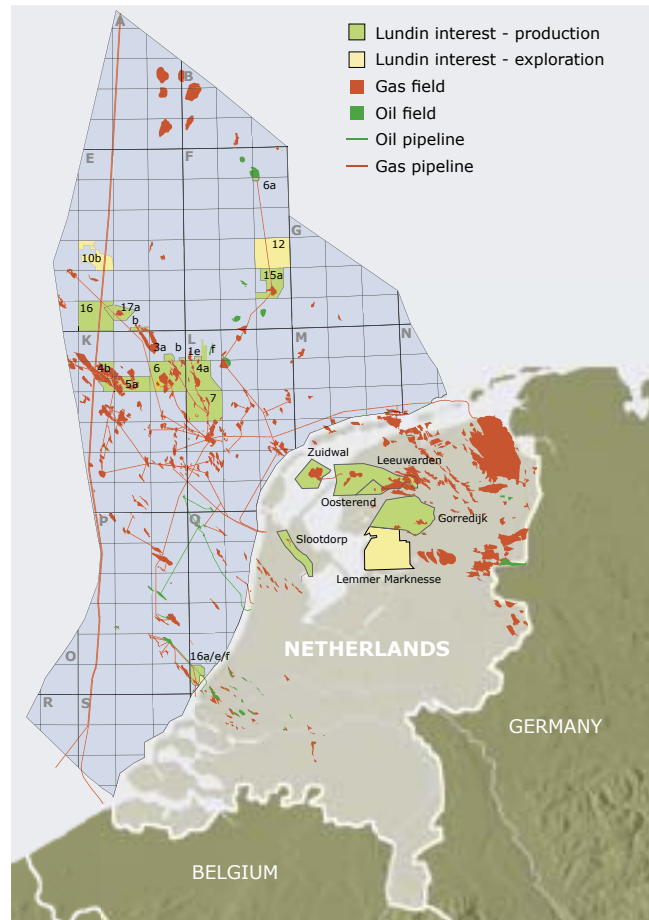 A
Lundin interest - production
Lundin interest - exploration
Gas field
Oil field
Oil pipeline
Gas pipeline
B
E
F
6a
G
12
10b
15a
16
17a
b
N
K
L
M
3a
b
1e
f
4b
5a
6
4a
7
Zuidwal
Leeuwarden
Oosterend
Gorredijk
P
Q
Slootdorp
Lemmer Marknesse
NETHERLANDS
O
16a/e/f
R
S
GERMANY
BELGIUM